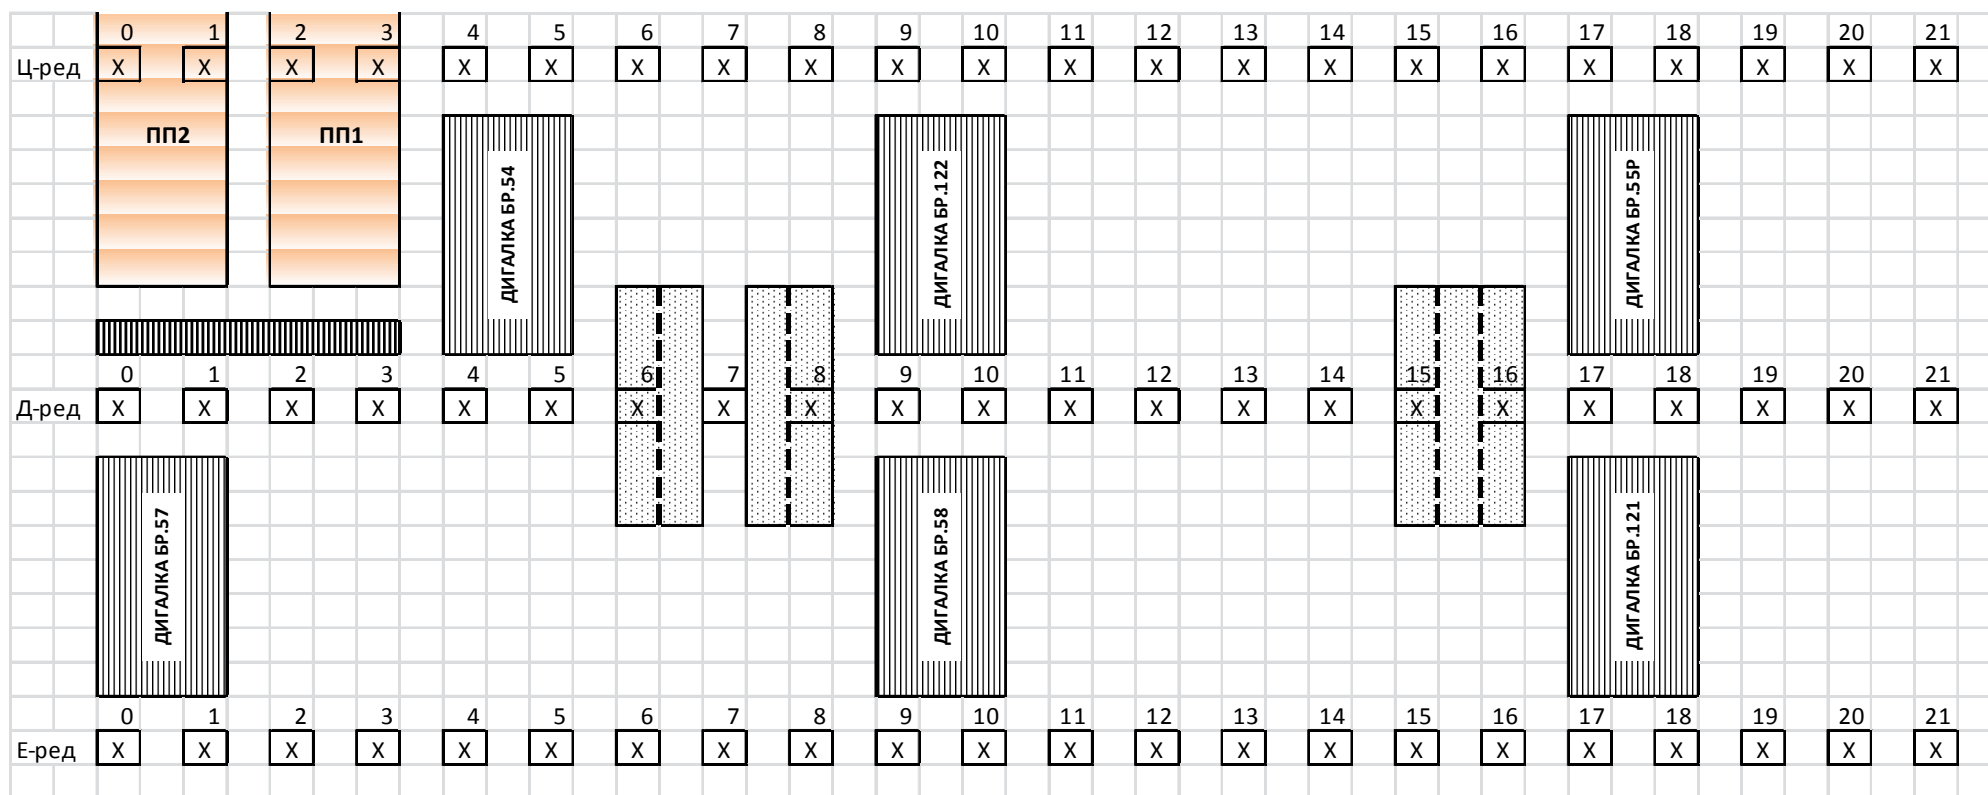 0 1 2 3 4 5 6 7 8 9 10 11 12 13 14 15 16 17 18 19 20 21
Ц-ред X X X X X X X X X X X X X X X X X X X X X X
ПП2 ПП1
ДИГАЛКА БР.54
ДИГАЛКА БР.122
ДИГАЛКА БР.55Р
0 1 2 3 4 5 6 7 8 9 10 11 12 13 14 15 16 17 18 19 20 21
Д-ред X X X X X X X X X X X X X X X X X X X X X X
ДИГАЛКА БР.57
ДИГАЛКА БР.58
ДИГАЛКА БР.121
0 1 2 3 4 5 6 7 8 9 10 11 12 13 14 15 16 17 18 19 20 21
Е-ред X X X X X X X X X X X X X X X X X X X X X X